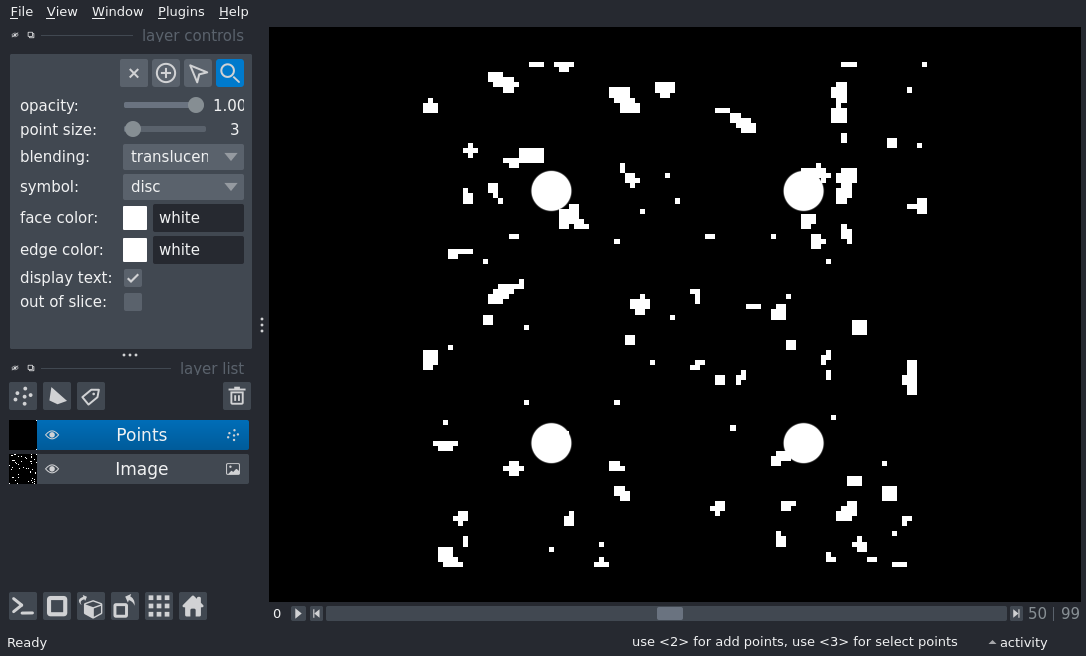 File View Window Plugins Help
layer controls
opacity: 1.00
point size: 3
blending: translucen
symbol: disc
face color: white
edge color: white
display text:
out of slice:
layer list
Points
Image
0 50 | 99
Ready use <2> for add points, use <3> for select points activity